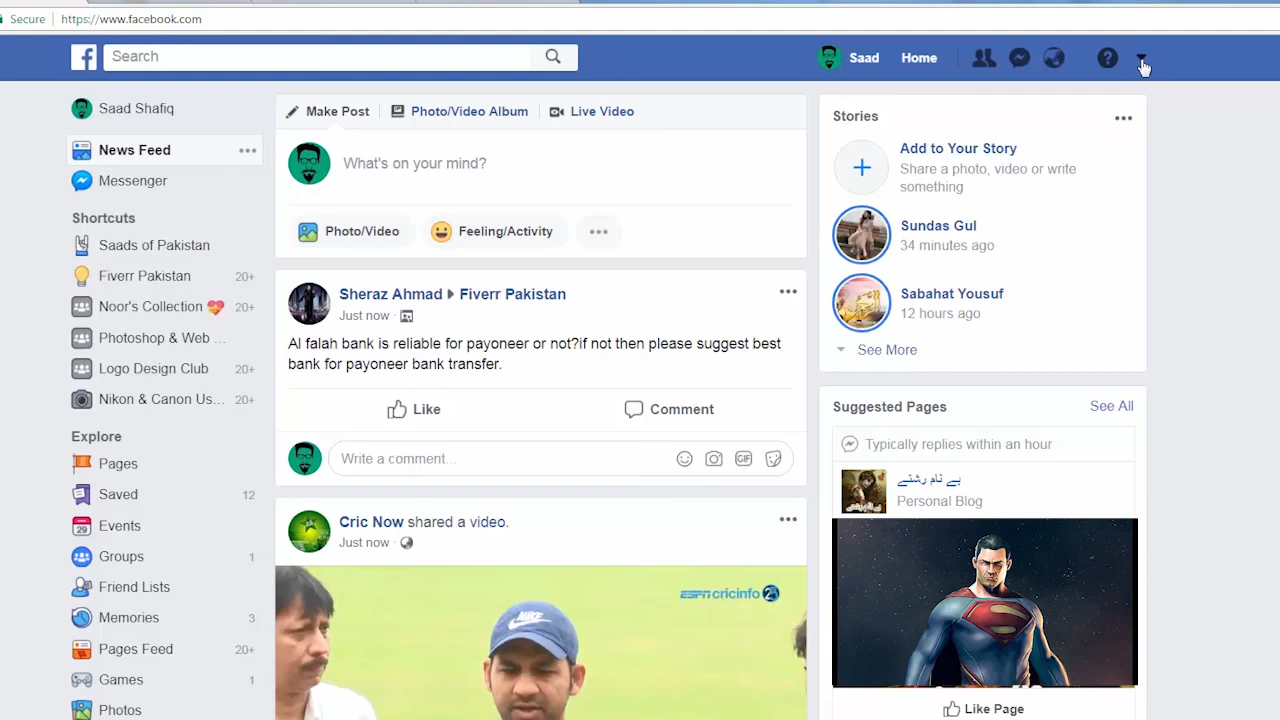 Secure https://www.facebook.com
f Search
Saad Home
Saad Shafiq
News Feed
Messenger
Shortcuts
Saads of Pakistan
Fiverr Pakistan 20+
Noor's Collection 💝 20+
Photoshop & Web ...
Logo Design Club 20+
Nikon & Canon Us... 20+
Explore
Pages
Saved 12
29 Events
Groups 1
Friend Lists
Memories 3
Pages Feed 20+
Games 1
Photos
Make Post Photo/Video Album Live Video
What's on your mind?
Photo/Video Feeling/Activity
Sheraz Ahmad Fiverr Pakistan
Just now
Al falah bank is reliable for payoneer or not?if not then please suggest best
bank for payoneer bank transfer.
Like Comment
Write a comment... GIF
Cric Now shared a video.
Just now
ESPN cricinfo
NIKE
Stories
Add to Your Story
Share a photo, video or write
something
Sundas Gul
34 minutes ago
Sabahat Yousuf
12 hours ago
See More
Suggested Pages See All
Typically replies within an hour
بے نام رشتے
Personal Blog
Like Page